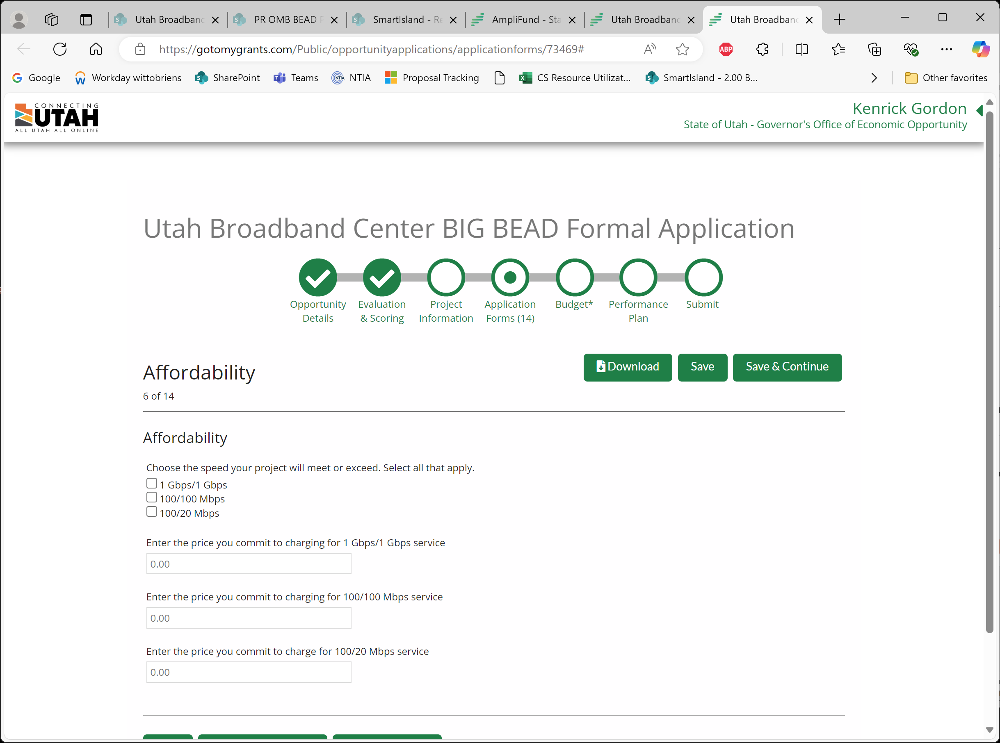 Utah Broadband
PR OMB BEAD
SmartIsland - Re
AmpliFund - Sta
Utah Broadband
Utah Broadband
https://gotomygrants.com/Public/opportunityapplications/applicationforms/73469#
ABP
Google
Workday wittobriens
SharePoint
Teams
NTIA
Proposal Tracking
CS Resource Utilizat...
SmartIsland - 2.00 B...
Other favorites
CONNECTING
UTAH
ALL UTAH ALL ONLINE
Kenrick Gordon
State of Utah - Governor's Office of Economic Opportunity
Utah Broadband Center BIG BEAD Formal Application
Opportunity
Details
Evaluation
& Scoring
Project
Information
Application
Forms (14)
Budget*
Performance
Plan
Submit
Affordability
Download
Save
Save & Continue
6 of 14
Affordability
Choose the speed your project will meet or exceed. Select all that apply.
1 Gbps/1 Gbps
100/100 Mbps
100/20 Mbps
Enter the price you commit to charging for 1 Gbps/1 Gbps service
0.00
Enter the price you commit to charging for 100/100 Mbps service
0.00
Enter the price you commit to charge for 100/20 Mbps service
0.00